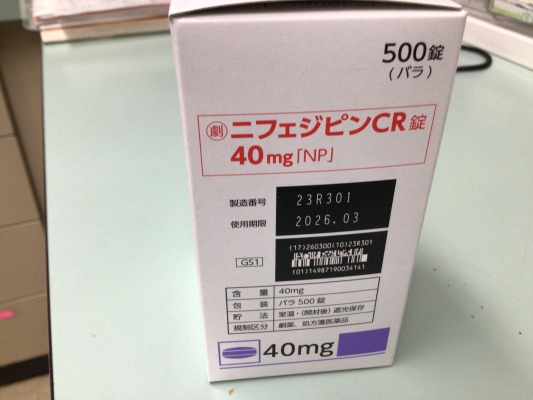 500錠
(バラ)
劇 ニフェジピンCR錠
40mg「NP」
製造番号 23R301
使用期限 2026.03
(17)260300(10)23R301
GS1
(01)14987190034141
含量 40mg
包装 バラ500錠
貯法 室温・(開封後)遮光保存
規制区分 劇薬、処方箋医薬品
40mg